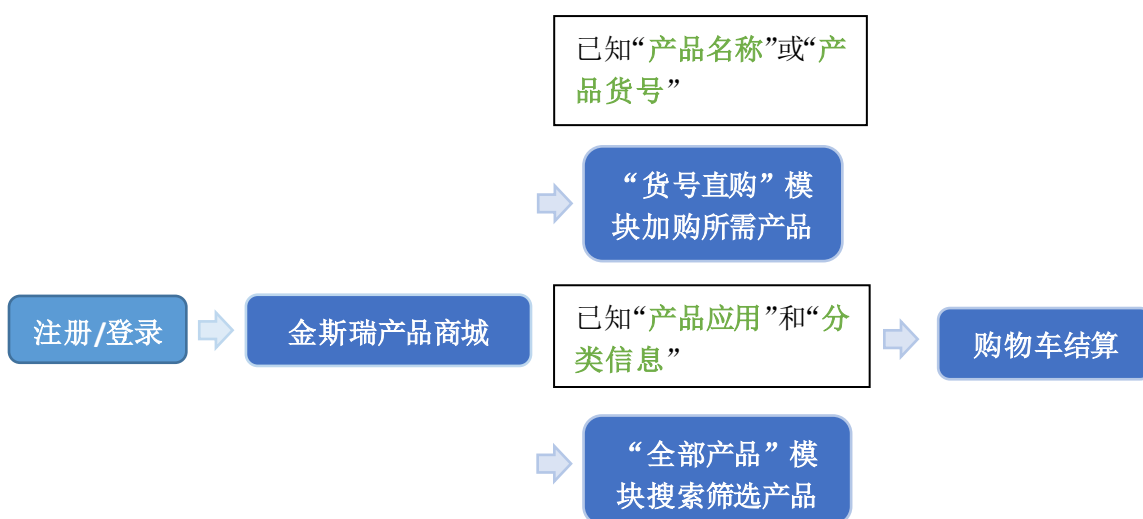 已知“产品名称”或“产
品货号”
“货号直购”模
块加购所需产品
注册/登录
金斯瑞产品商城
已知“产品应用”和“分
类信息”
购物车结算
“全部产品”模
块搜索筛选产品